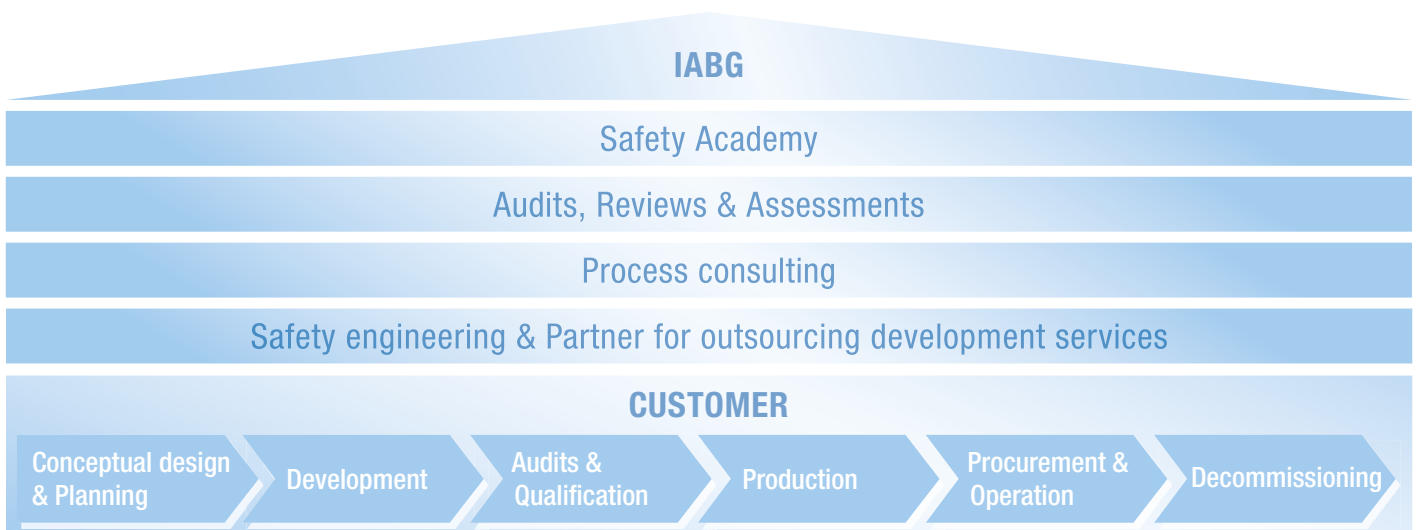 IABG
Safety Academy
Audits, Reviews & Assessments
Process consulting
Safety engineering & Partner for outsourcing development services
CUSTOMER
Conceptual design
& Planning
Development
Audits &
Qualification
Production
Procurement &
Operation
Decommissioning